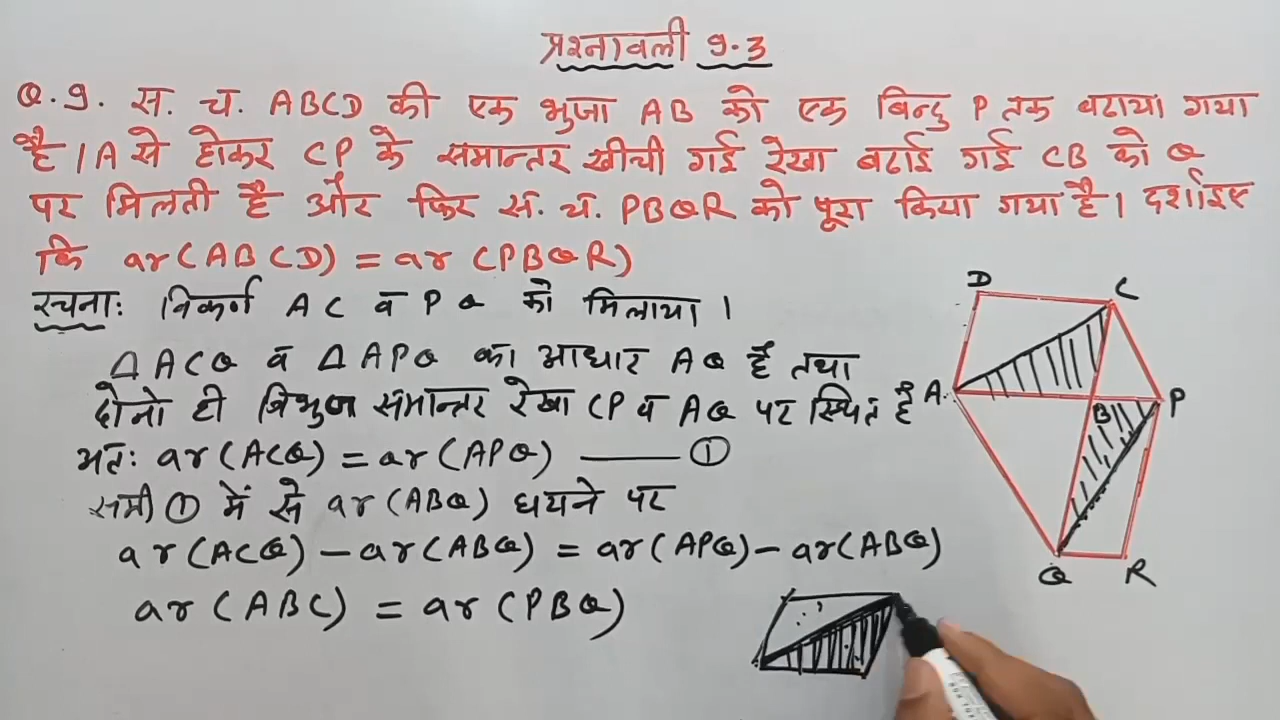 प्रश्नावली 9.3
Q.9. स. च. ABCD की एक भुजा AB को एक बिन्दु P तक बढाया गया
है। A से होकर CP के समान्तर खीची गई रेखा बढाई गई CB को Q
पर मिलती है और फिर स. च. PBQR को पूरा किया गया है। दर्शाइए
कि ar(ABCD) = ar(PBQR)
रचनाः विकर्ण AC व PQ को मिलाया।
△ACQ व △APQ का आधार AQ है तथा
दोनो ही त्रिभुज समान्तर रेखा CP व AQ पर स्थित है
अतः ar(ACQ) = ar(APQ) —— ①
समी ① में से ar(ABQ) घटाने पर
ar(ACQ) – ar(ABQ) = ar(APQ) – ar(ABQ)
ar(ABC) = ar(PBQ)
D
C
A
B
P
Q
R